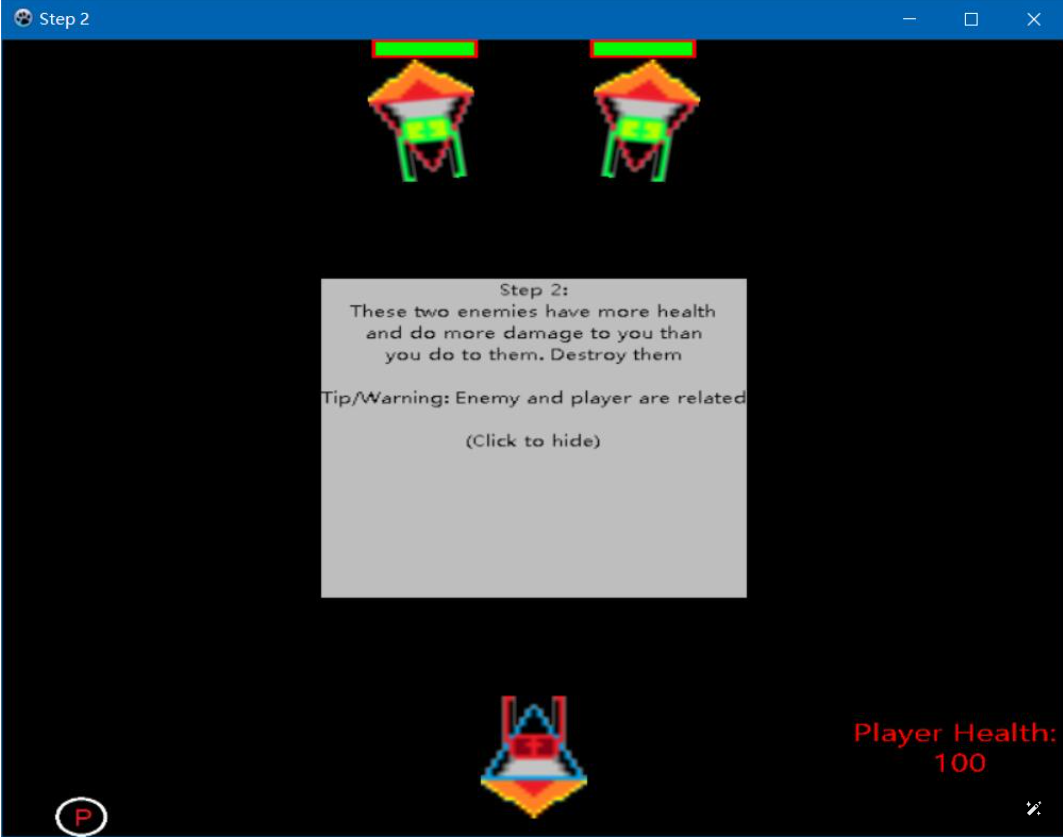 Step 2
Step 2:
These two enemies have more health
and do more damage to you than
you do to them. Destroy them
Tip/Warning: Enemy and player are related
(Click to hide)
Player Health:
100
P